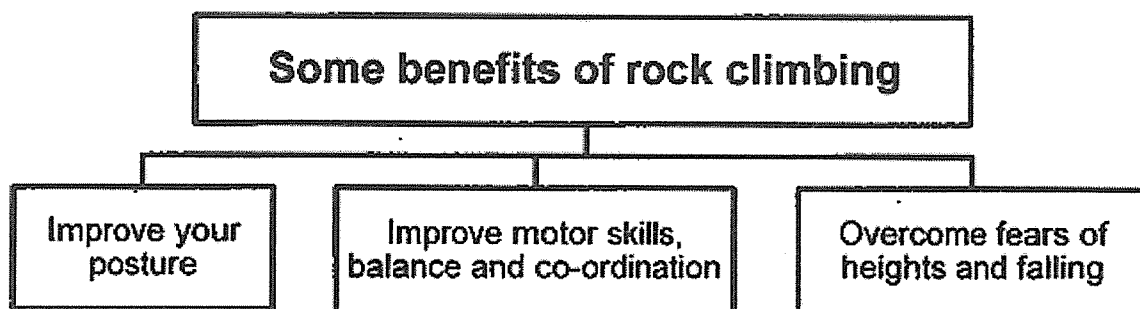 Some benefits of rock climbing
Improve your
posture
Improve motor skills,
balance and co-ordination
Overcome fears of
heights and falling